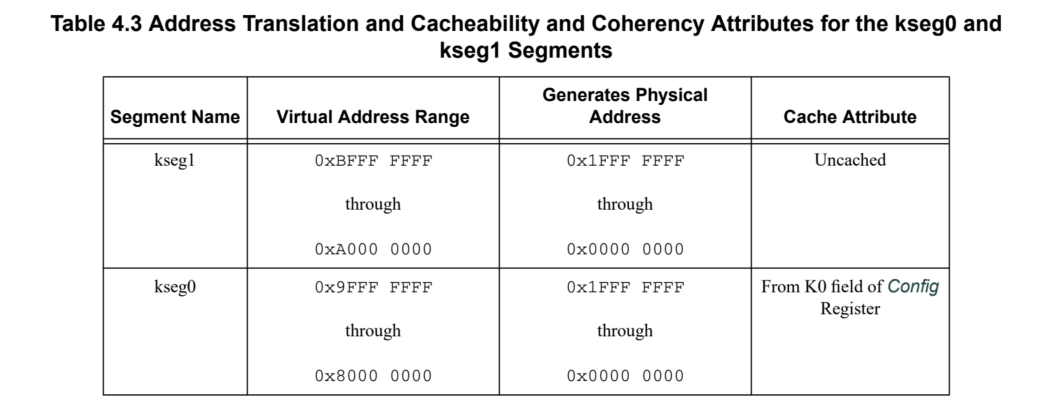 Table 4.3 Address Translation and Cacheability and Coherency Attributes for the kseg0 and
kseg1 Segments
Segment Name
Virtual Address Range
Generates Physical
Address
Cache Attribute
kseg1
0xBFFF FFFF
through
0xA000 0000
0x1FFF FFFF
through
0x0000 0000
Uncached
kseg0
0x9FFF FFFF
through
0x8000 0000
0x1FFF FFFF
through
0x0000 0000
From K0 field of Config
Register